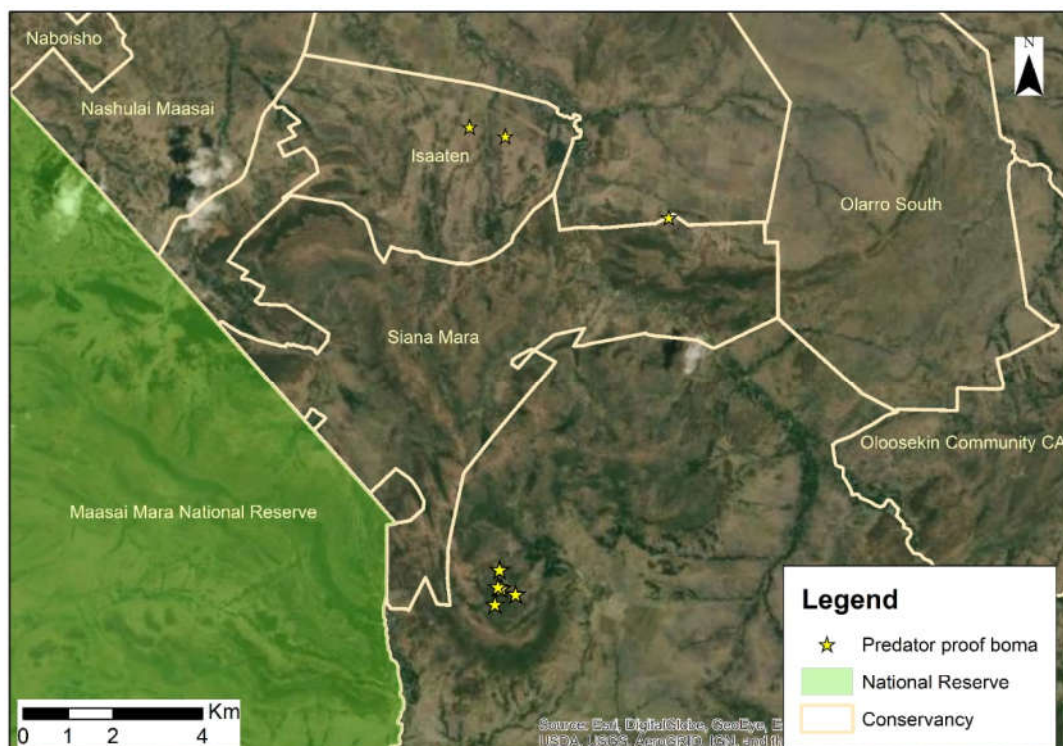 Naboisho
N
Nashulai Maasai
Isaaten
Olarro South
Siana Mara
Oloosekin Community CA
Maasai Mara National Reserve
Legend
Predator proof boma
National Reserve
Conservancy
Km
0 1 2 4
Source: Esri, DigitalGlobe, GeoEye, E
USDA, USGS, AeroGRID, IGN, and th